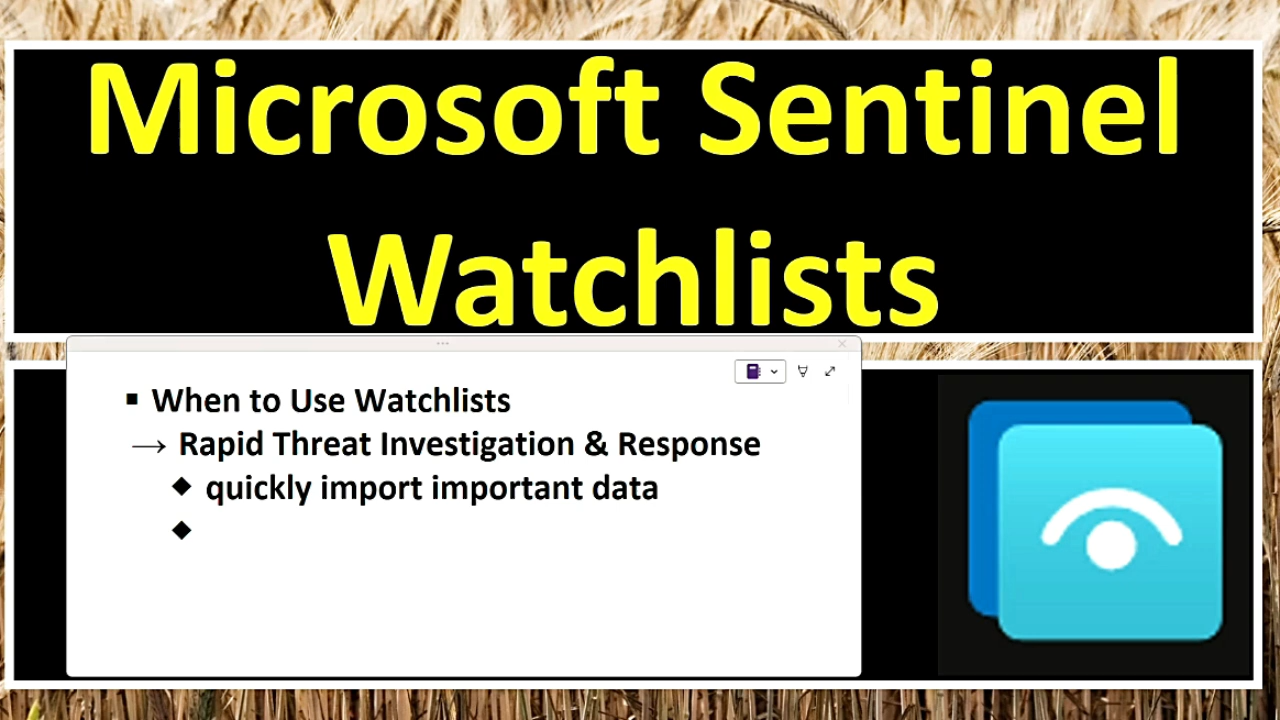 Microsoft Sentinel
Watchlists
▪ When to Use Watchlists
→ Rapid Threat Investigation & Response
◆ quickly import important data
◆